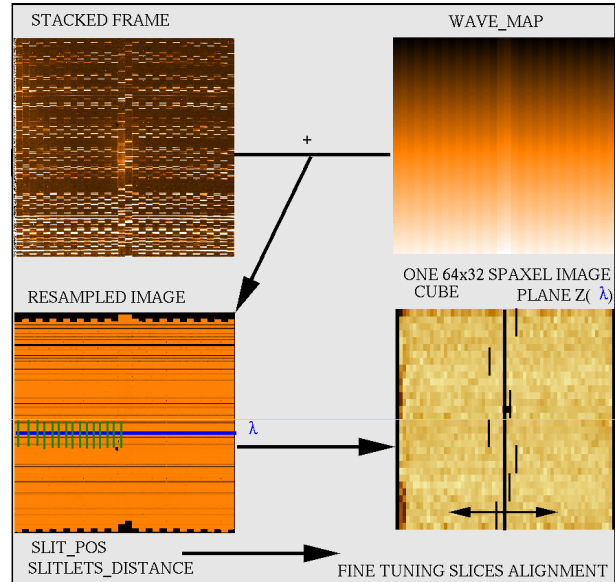 STACKED FRAME
WAVE_MAP
+
RESAMPLED IMAGE
ONE 64x32 SPAXEL IMAGE
CUBE PLANE Z( λ)
λ
SLIT_POS
SLITLETS_DISTANCE
FINE TUNING SLICES ALIGNMENT